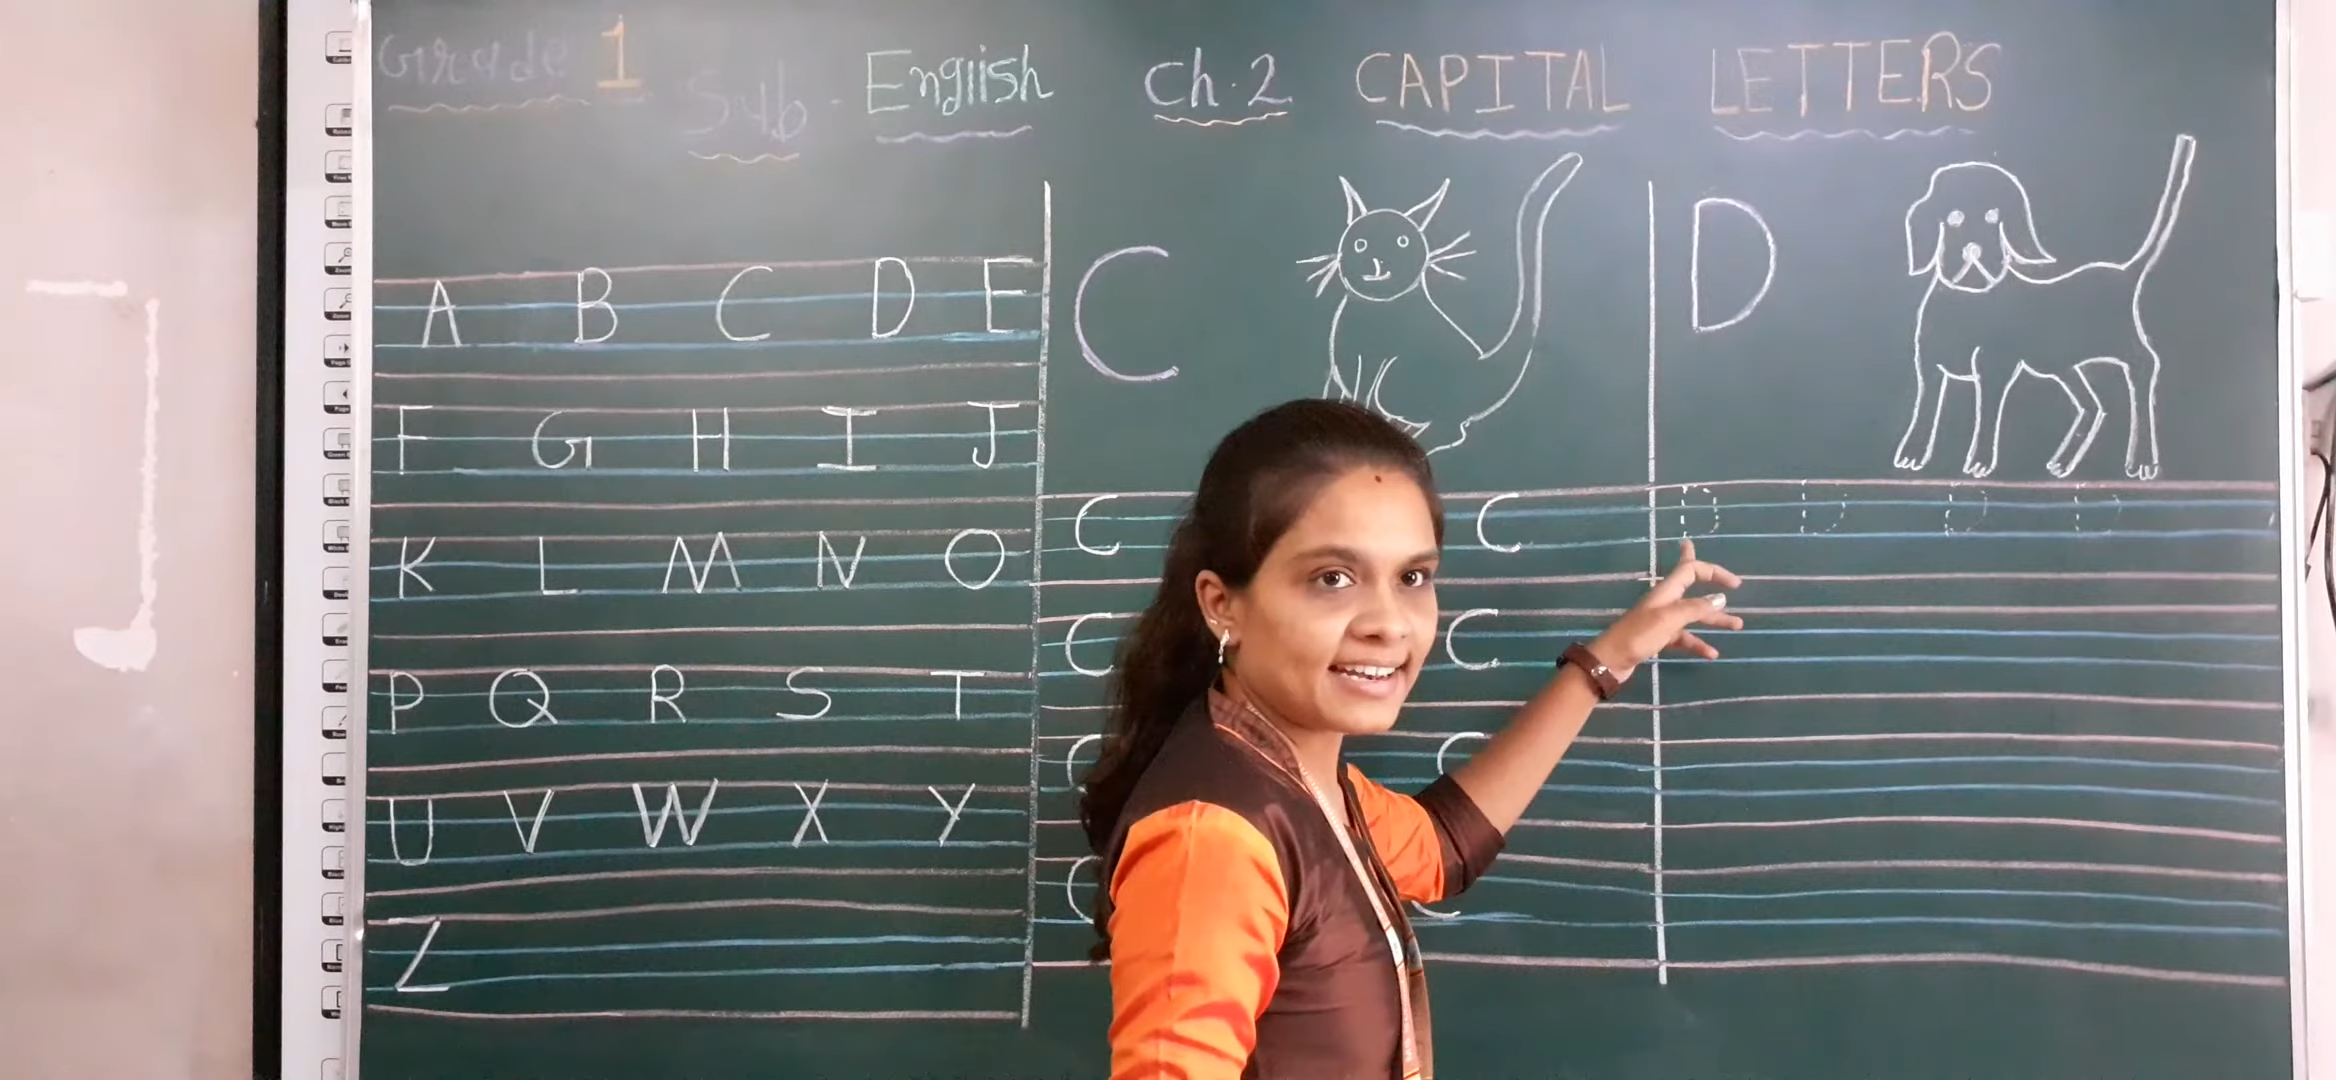 Grade 1 Sub - English Ch.2 CAPITAL LETTERS
A B C D E
F G H I J
K L M N O
P Q R S T
U V W X Y
Z
C
C C
C C
C C
C
D
D D D D